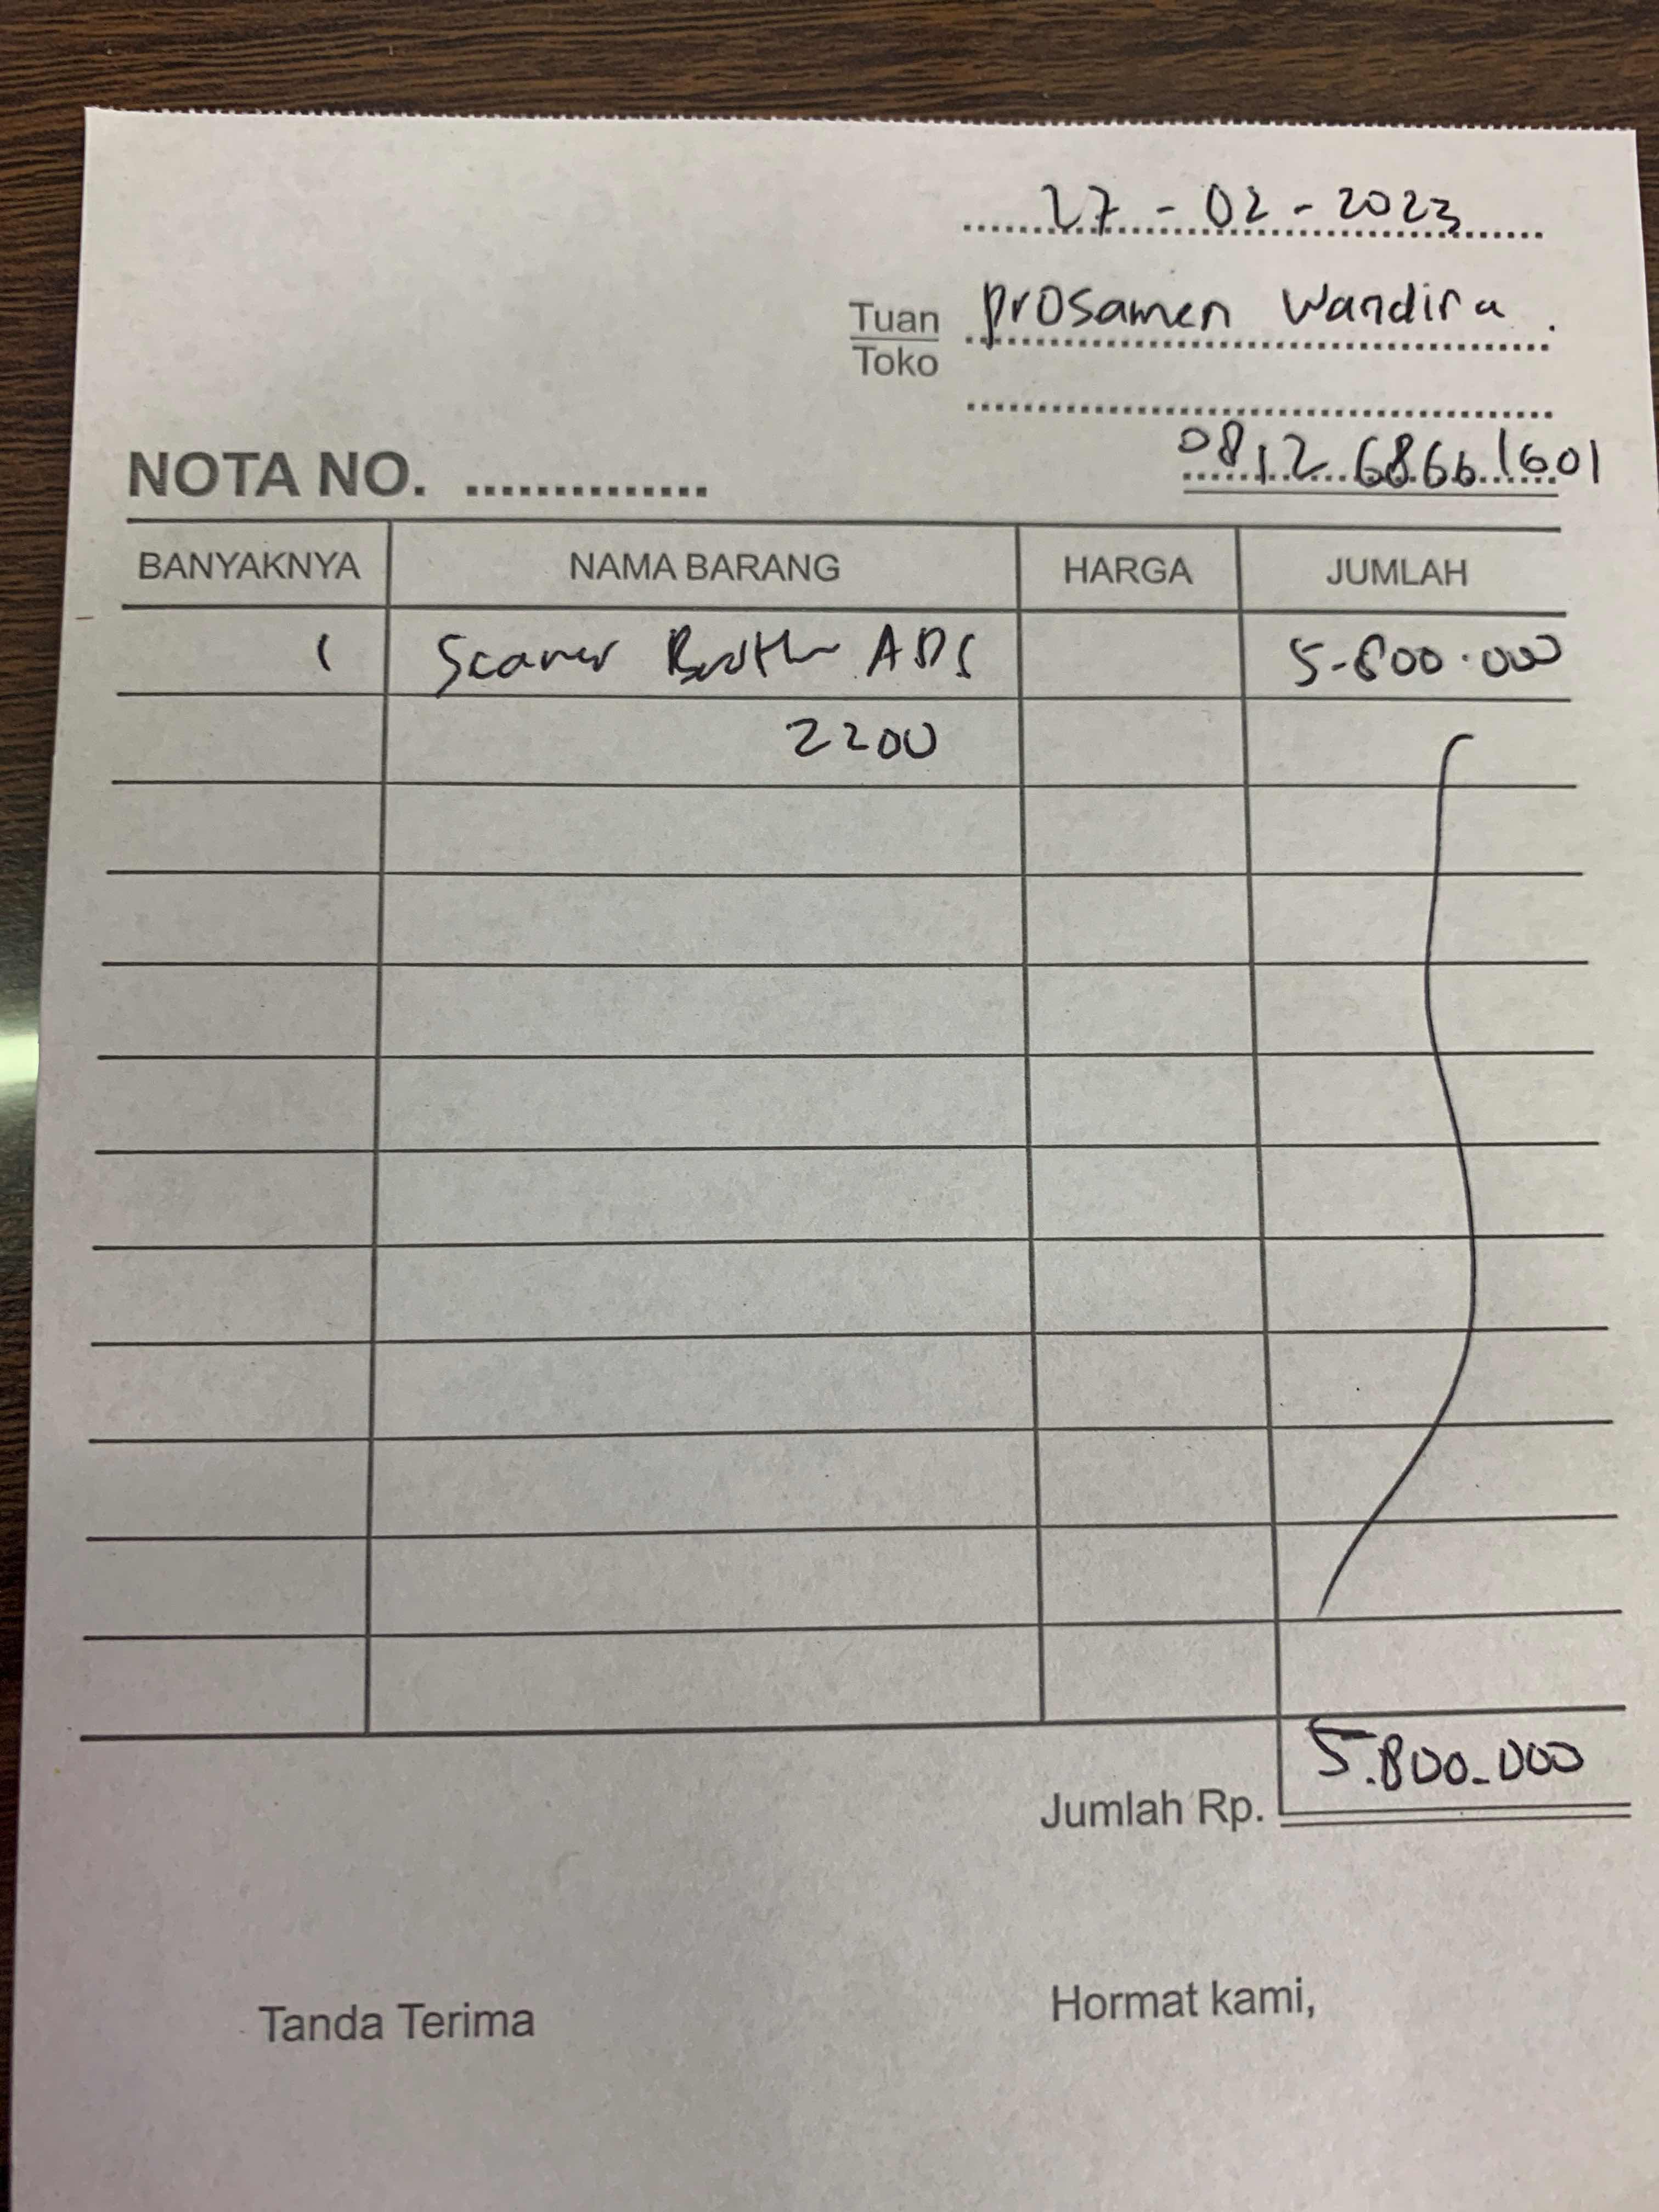 27 - 02 - 2023
Tuan prosamen wandira.
Toko
0812 6866 1601
NOTA NO. ..............
BANYAKNYA NAMA BARANG HARGA JUMLAH
1 Scaner Brother ADS 5.800.000
2200
Jumlah Rp. 5.800.000
Tanda Terima Hormat kami,